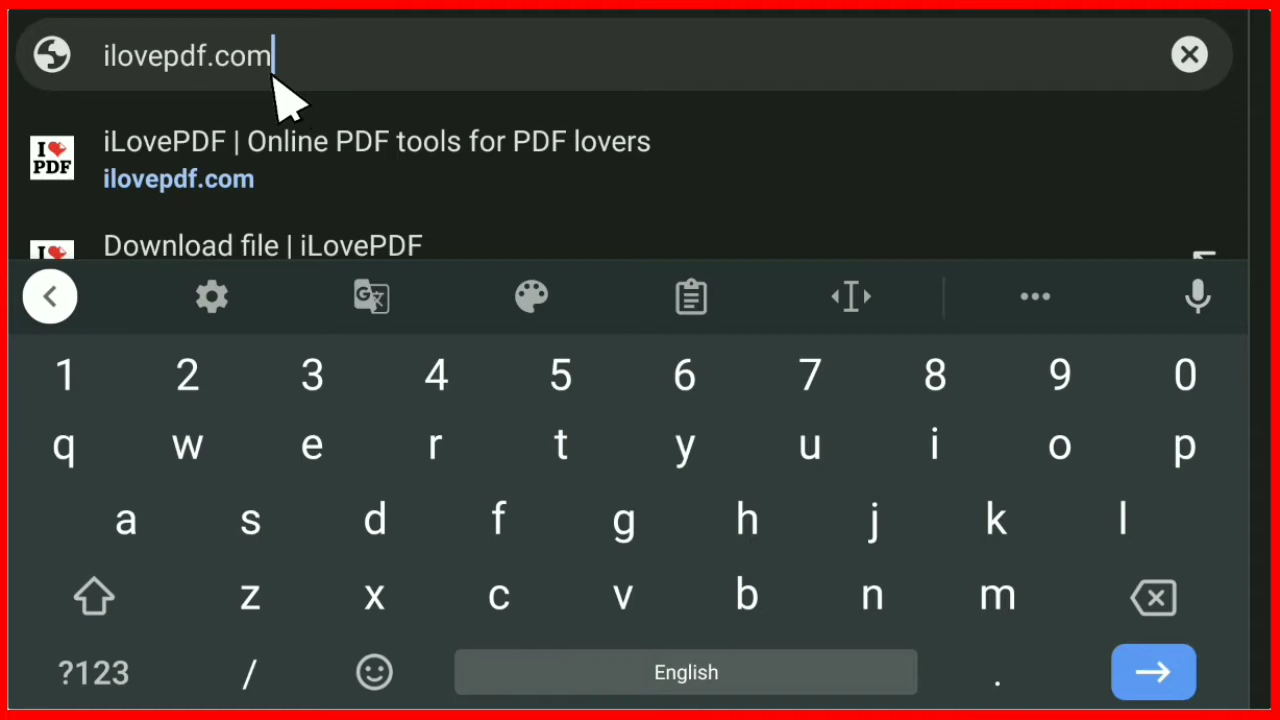 ilovepdf.com
I❤
PDF
iLovePDF | Online PDF tools for PDF lovers
ilovepdf.com
I❤
Download file | iLovePDF
1 2 3 4 5 6 7 8 9 0
q w e r t y u i o p
a s d f g h j k l
z x c v b n m
?123 / English .